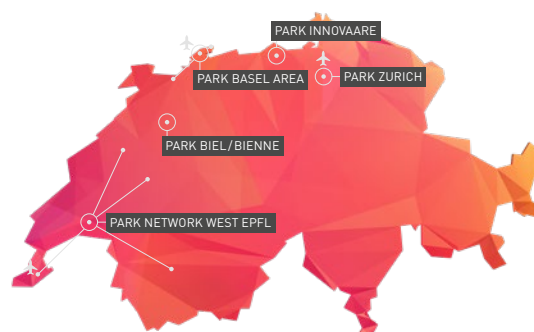 PARK INNOVAARE
PARK BASEL AREA
PARK ZURICH
PARK BIEL/BIENNE
PARK NETWORK WEST EPFL